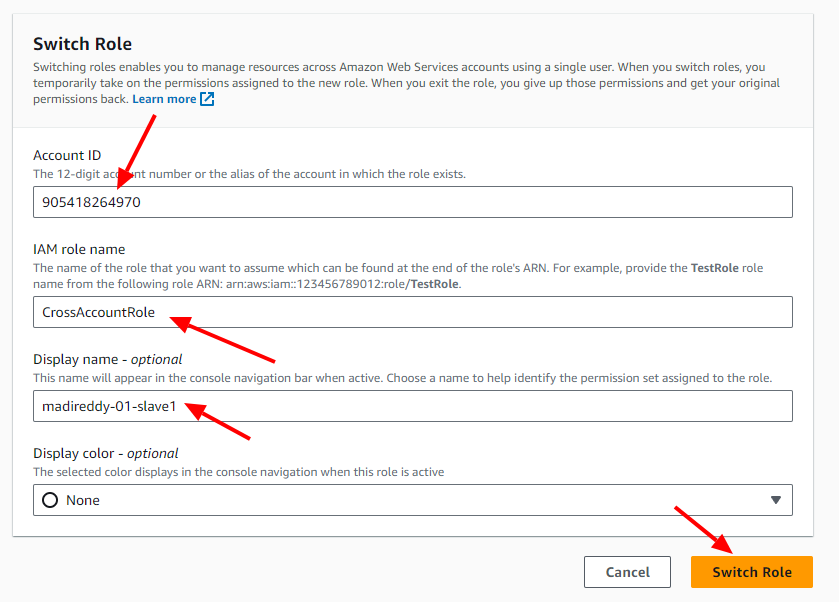 Switch Role
Switching roles enables you to manage resources across Amazon Web Services accounts using a single user. When you switch roles, you
temporarily take on the permissions assigned to the new role. When you exit the role, you give up those permissions and get your original
permissions back. Learn more
Account ID
The 12-digit account number or the alias of the account in which the role exists.
905418264970
IAM role name
The name of the role that you want to assume which can be found at the end of the role's ARN. For example, provide the TestRole role
name from the following role ARN: arn:aws:iam::123456789012:role/TestRole.
CrossAccountRole
Display name - optional
This name will appear in the console navigation bar when active. Choose a name to help identify the permission set assigned to the role.
madireddy-01-slave1
Display color - optional
The selected color displays in the console navigation when this role is active
None
Cancel
Switch Role